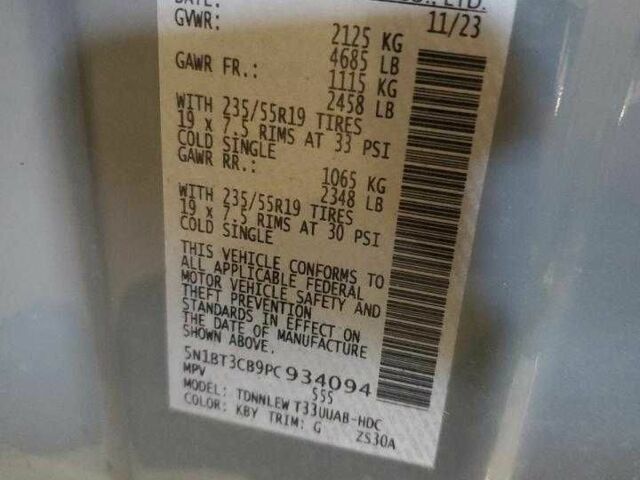 DATE: 11/23
GVWR: 2125 KG
4685 LB
GAWR FR.: 1115 KG
2458 LB
WITH 235/55R19 TIRES
19 x 7.5 RIMS AT 33 PSI
COLD SINGLE
GAWR RR.: 1065 KG
2348 LB
WITH 235/55R19 TIRES
19 x 7.5 RIMS AT 30 PSI
COLD SINGLE
THIS VEHICLE CONFORMS TO
ALL APPLICABLE FEDERAL
MOTOR VEHICLE SAFETY AND
THEFT PREVENTION
STANDARDS IN EFFECT ON
THE DATE OF MANUFACTURE
SHOWN ABOVE.
5N1BT3CB9PC934094
MPV 555
MODEL: TDNNLEW T33UUAB-HDC
COLOR: KBY TRIM: G ZS30A